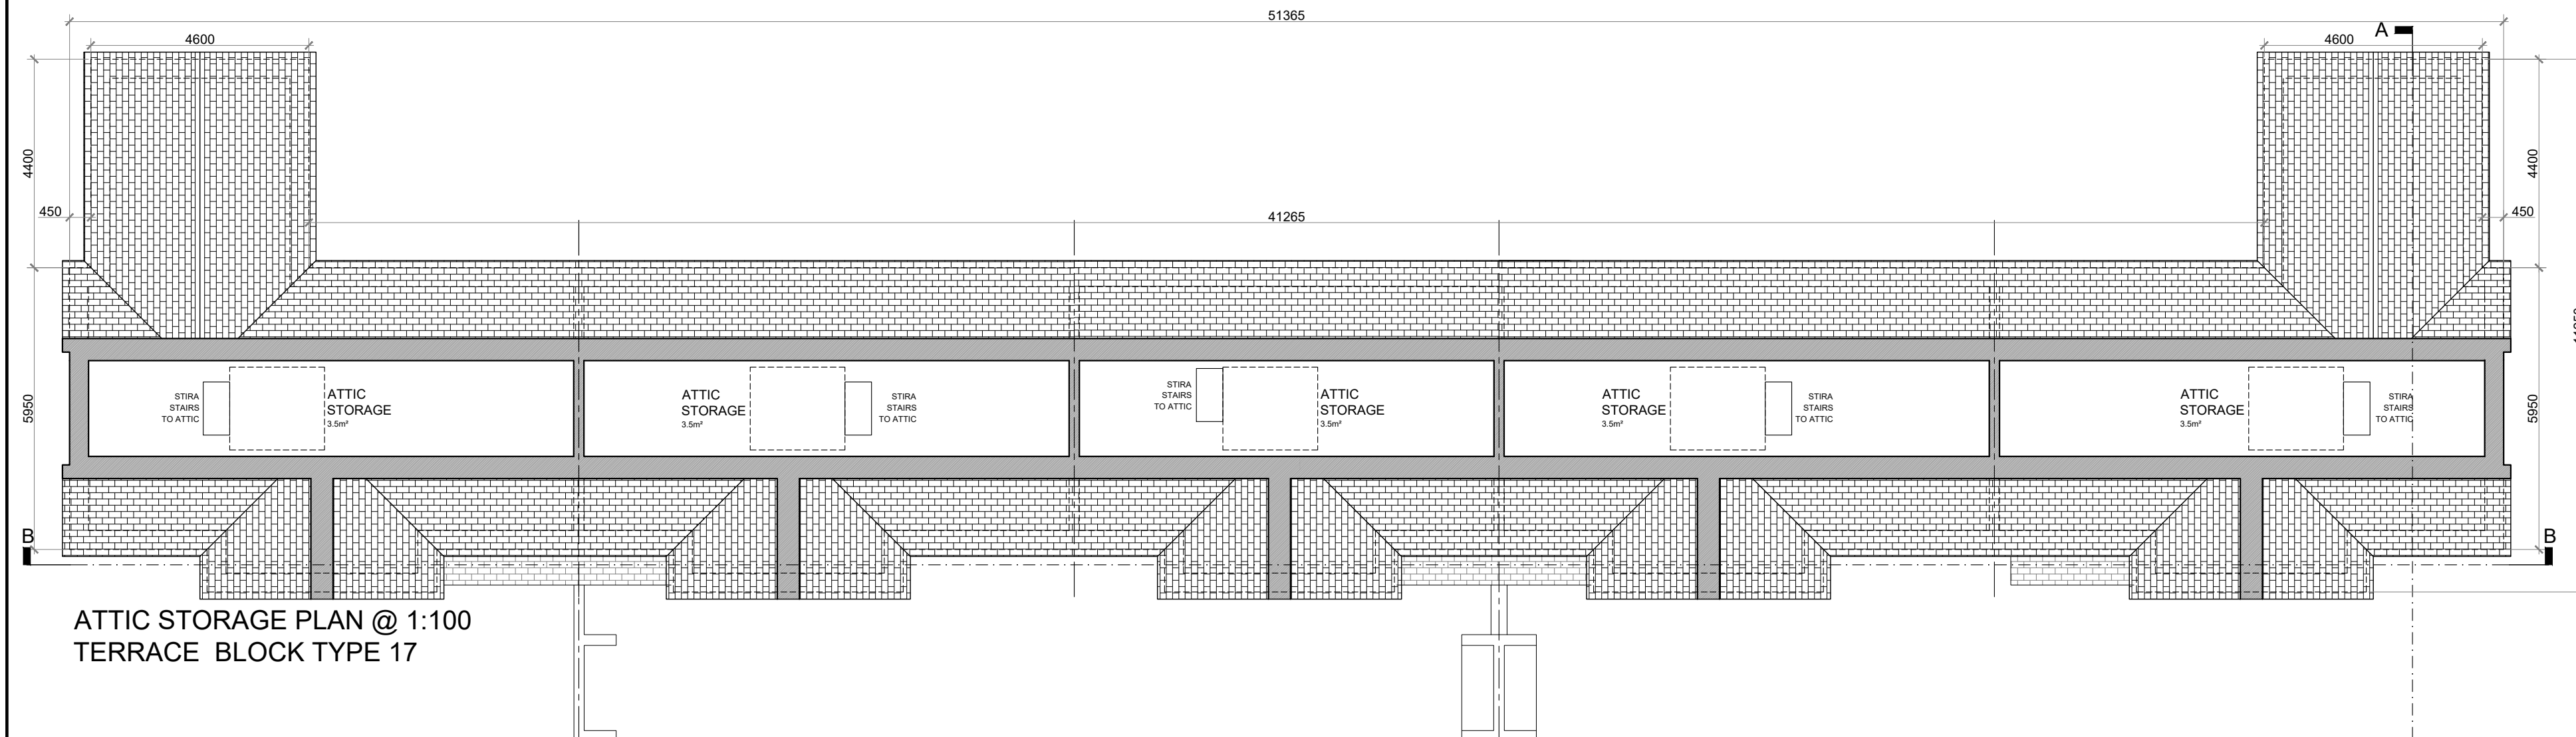 51365
4600
A
4600
4400
4400
450
41265
450
5950
STIRA
STAIRS
TO ATTIC
ATTIC
STORAGE
3.5m²
ATTIC
STORAGE
3.5m²
STIRA
STAIRS
TO ATTIC
STIRA
STAIRS
TO ATTIC
ATTIC
STORAGE
3.5m²
ATTIC
STORAGE
3.5m²
STIRA
STAIRS
TO ATTIC
ATTIC
STORAGE
3.5m²
STIRA
STAIRS
TO ATTIC
5950
B
B
ATTIC STORAGE PLAN @ 1:100
TERRACE BLOCK TYPE 17